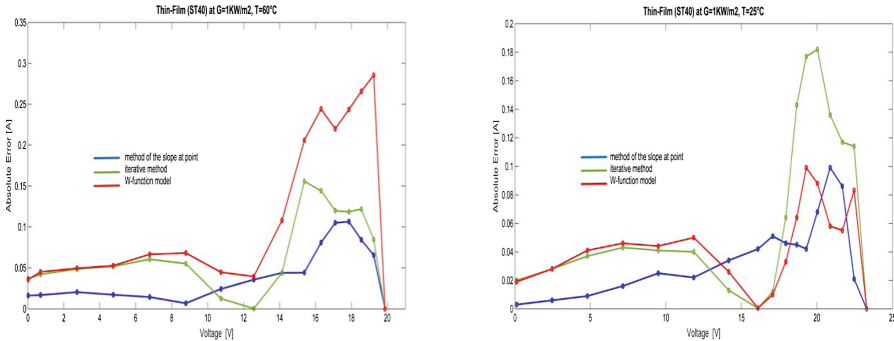 Thin-Film (ST40) at G=1KW/m2, T=60°C
0.35
0.3
0.25
0.2
0.15
0.1
0.05
0
Absolute Error [A]
method of the slope at point
iterative method
W-function model
0 2 4 6 8 10 12 14 16 18 20
Voltage [V]
Thin-Film (ST40) at G=1KW/m2, T=25°C
0.2
0.18
0.16
0.14
0.12
0.1
0.08
0.06
0.04
0.02
0
Absolute Error [A]
method of the slope at point
iterative method
W-function model
0 5 10 15 20 25
Voltage [V]